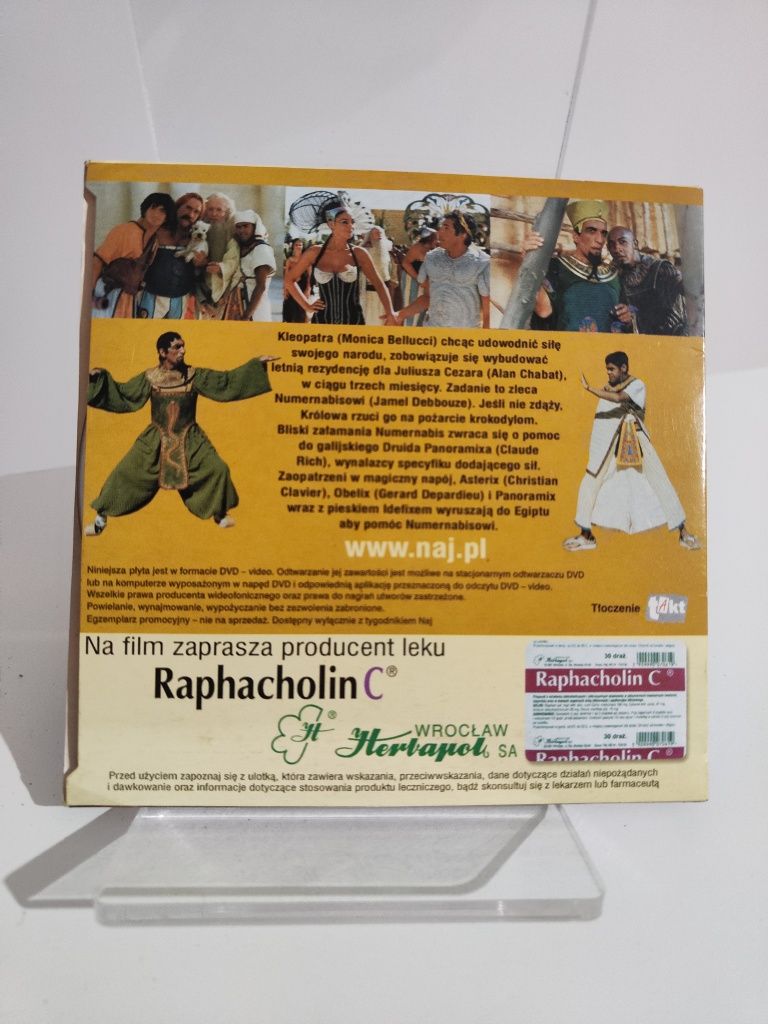 Kleopatra (Monica Bellucci) chcąc udowodnić siłę
swojego narodu, zobowiązuje się wybudować
letnią rezydencję dla Juliusza Cezara (Alan Chabat),
w ciągu trzech miesięcy. Zadanie to zleca
Numernabisowi (Jamel Debbouze). Jeśli nie zdąży,
Królowa rzuci go na pożarcie krokodylom.
Bliski załamania Numernabis zwraca się o pomoc
do galijskiego Druida Panoramixa (Claude
Rich), wynalazcy specyfiku dodającego sił.
Zaopatrzeni w magiczny napój, Asterix (Christian
Clavier), Obelix (Gerard Depardieu) i Panoramix
wraz z pieskiem Idefixem wyruszają do Egiptu
aby pomóc Numernabisowi.
www.naj.pl
Niniejsza płyta jest w formacie DVD – video. Odtwarzanie jej zawartości jest możliwe na stacjonarnym odtwarzaczu DVD
lub na komputerze wyposażonym w napęd DVD i odpowiednią aplikację przeznaczoną do odczytu DVD – video.
Wszelkie prawa producenta wideofonicznego oraz prawa do nagrań utworów zastrzeżone.
Powielanie, wynajmowanie, wypożyczanie bez zezwolenia zabronione.
Egzemplarz promocyjny – nie na sprzedaż. Dostępny wyłącznie z tygodnikiem Naj
Tłoczenie takt
Na film zaprasza producent leku
Raphacholin C®
WROCŁAW
Herbapol SA
30 draż.
Raphacholin C®
30 draż.
Raphacholin C®
Przed użyciem zapoznaj się z ulotką, która zawiera wskazania, przeciwwskazania, dane dotyczące działań niepożądanych
i dawkowanie oraz informacje dotyczące stosowania produktu leczniczego, bądź skonsultuj się z lekarzem lub farmaceutą